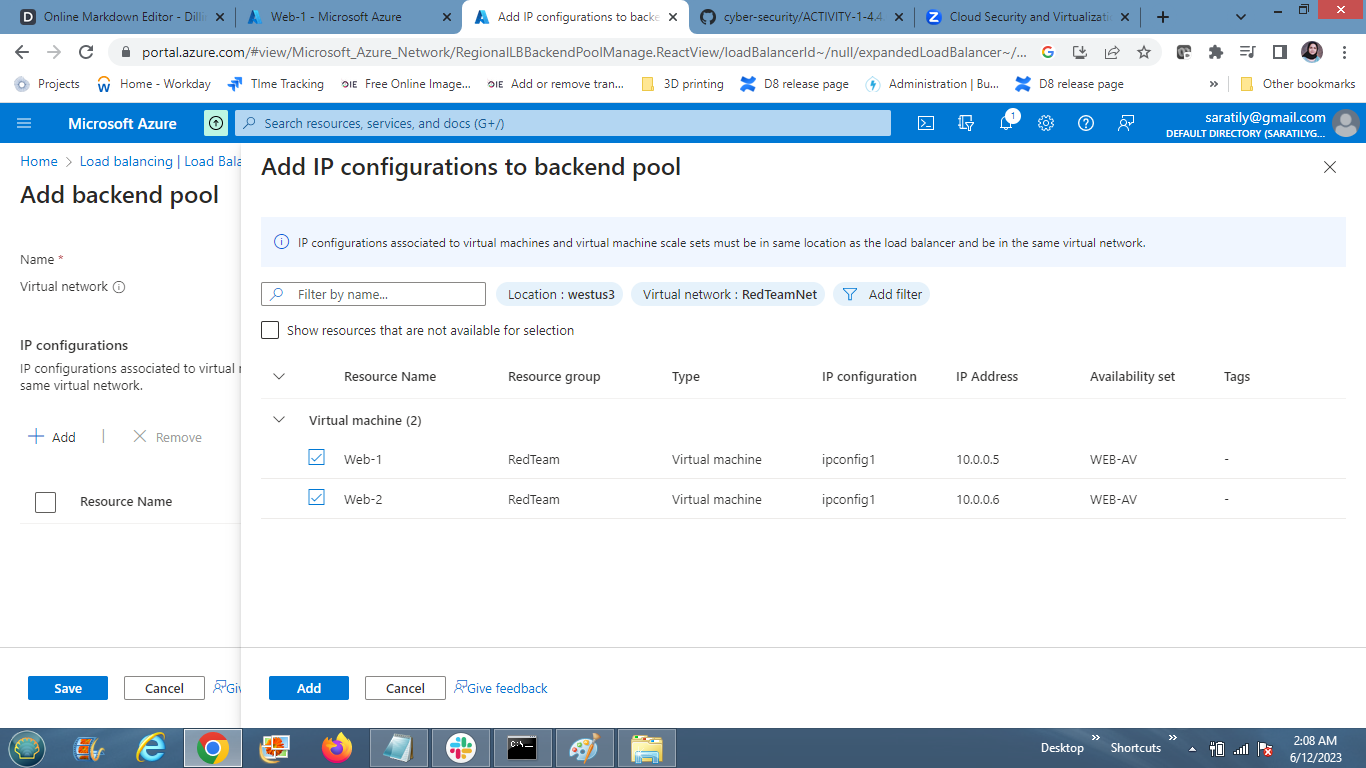 Online Markdown Editor - Dilli
Web-1 - Microsoft Azure
Add IP configurations to backe
cyber-security/ACTIVITY-1-4.4.
Cloud Security and Virtualizati
portal.azure.com/#view/Microsoft_Azure_Network/RegionalLBBackendPoolManage.ReactView/loadBalancerId~/null/expandedLoadBalancer~/...
Projects
Home - Workday
TIme Tracking
OIE Free Online Image...
OIE Add or remove tran...
3D printing
D8 release page
Administration | Bu...
D8 release page
»
Other bookmarks
Microsoft Azure
Search resources, services, and docs (G+/)
1
saratily@gmail.com
DEFAULT DIRECTORY (SARATILYG...
Home > Load balancing | Load Bala
Add backend pool
Name *
Virtual network
IP configurations
IP configurations associated to virtual
same virtual network.
Add | Remove
Resource Name
Save
Cancel
Giv
Add IP configurations to backend pool
IP configurations associated to virtual machines and virtual machine scale sets must be in same location as the load balancer and be in the same virtual network.
Filter by name...
Location : westus3
Virtual network : RedTeamNet
Add filter
Show resources that are not available for selection
Resource Name Resource group Type IP configuration IP Address Availability set Tags
Virtual machine (2)
Web-1 RedTeam Virtual machine ipconfig1 10.0.0.5 WEB-AV -
Web-2 RedTeam Virtual machine ipconfig1 10.0.0.6 WEB-AV -
Add
Cancel
Give feedback
Desktop »
Shortcuts »
2:08 AM
6/12/2023